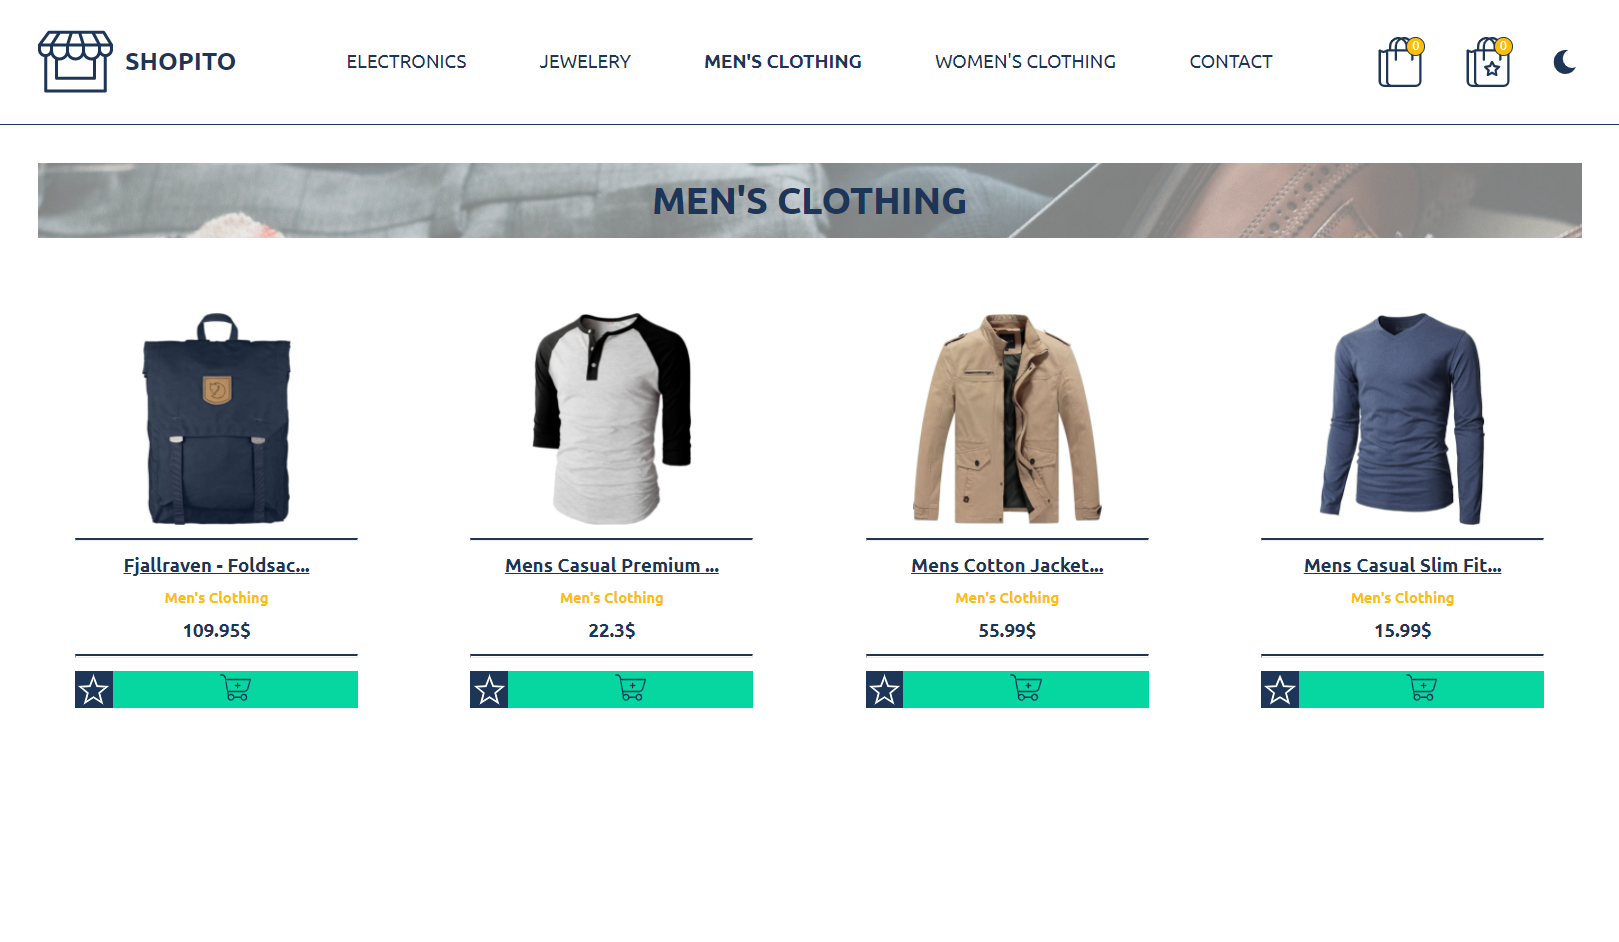 SHOPITO
ELECTRONICS
JEWELERY
MEN'S CLOTHING
WOMEN'S CLOTHING
CONTACT
0
0
MEN'S CLOTHING
Fjallraven - Foldsac...
Men's Clothing
109.95$
Mens Casual Premium ...
Men's Clothing
22.3$
Mens Cotton Jacket...
Men's Clothing
55.99$
Mens Casual Slim Fit...
Men's Clothing
15.99$